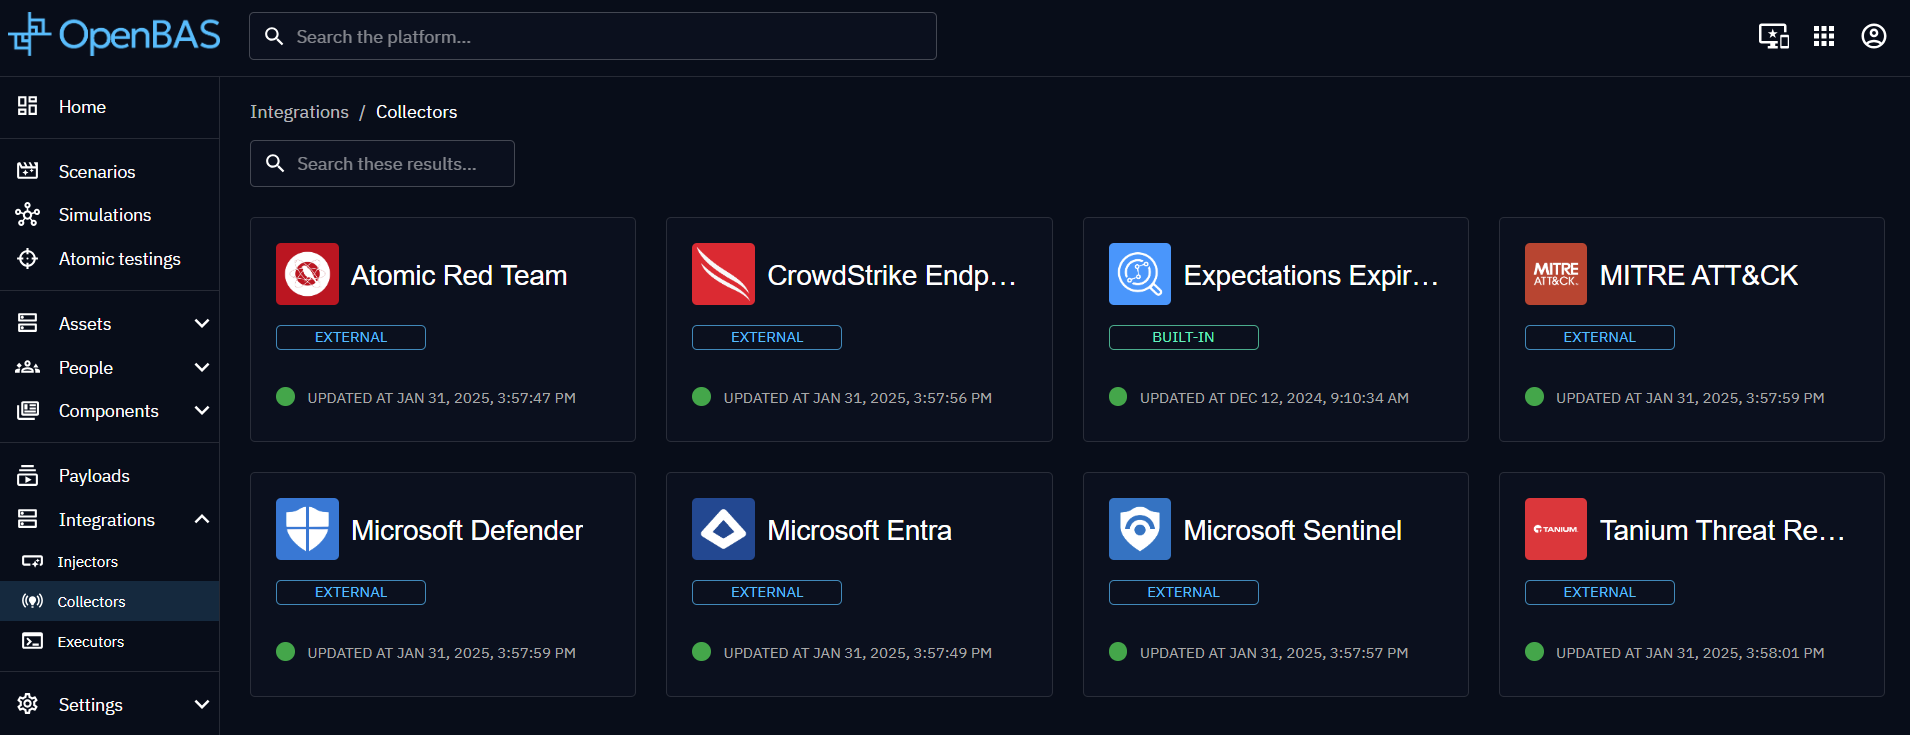 OpenBAS
Search the platform...
Home
Scenarios
Simulations
Atomic testings
Assets
People
Components
Payloads
Integrations
Injectors
Collectors
Executors
Settings
Integrations / Collectors
Search these results...
Atomic Red Team
EXTERNAL
UPDATED AT JAN 31, 2025, 3:57:47 PM
CrowdStrike Endp...
EXTERNAL
UPDATED AT JAN 31, 2025, 3:57:56 PM
Expectations Expir...
BUILT-IN
UPDATED AT DEC 12, 2024, 9:10:34 AM
MITRE
ATT&CK.
MITRE ATT&CK
EXTERNAL
UPDATED AT JAN 31, 2025, 3:57:59 PM
Microsoft Defender
EXTERNAL
UPDATED AT JAN 31, 2025, 3:57:59 PM
Microsoft Entra
EXTERNAL
UPDATED AT JAN 31, 2025, 3:57:49 PM
Microsoft Sentinel
EXTERNAL
UPDATED AT JAN 31, 2025, 3:57:57 PM
TANIUM
Tanium Threat Re...
EXTERNAL
UPDATED AT JAN 31, 2025, 3:58:01 PM